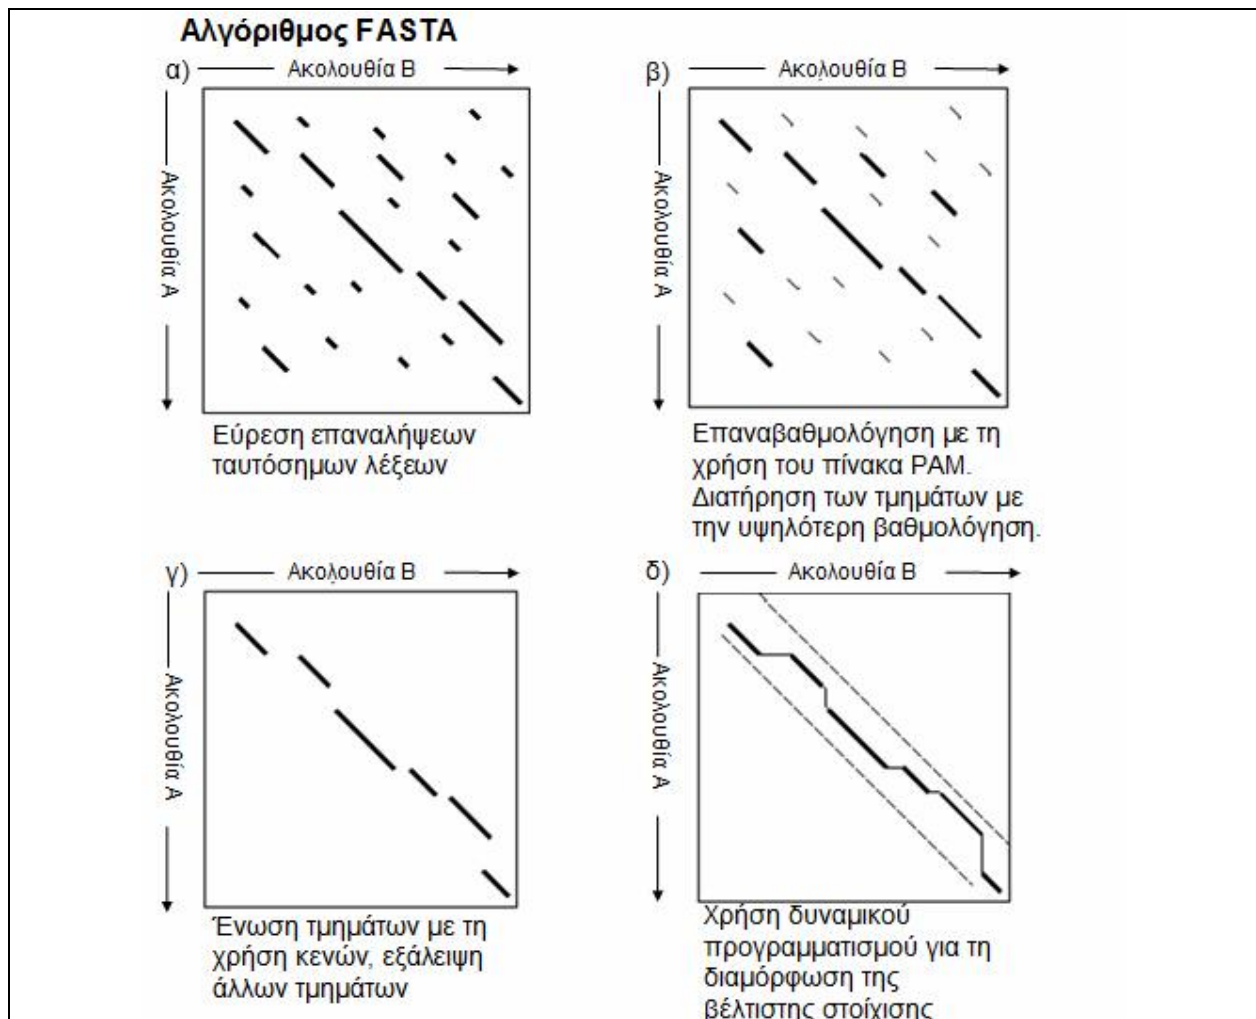 Αλγόριθμος FASTA
α) Ακολουθία Β
Ακολουθία Α
Εύρεση επαναλήψεων
ταυτόσημων λέξεων
β) Ακολουθία Β
Ακολουθία Α
Επαναβαθμολόγηση με τη
χρήση του πίνακα PAM.
Διατήρηση των τμημάτων με
την υψηλότερη βαθμολόγηση.
γ) Ακολουθία Β
Ακολουθία Α
Ένωση τμημάτων με τη
χρήση κενών, εξάλειψη
άλλων τμημάτων
δ) Ακολουθία Β
Ακολουθία Α
Χρήση δυναμικού
προγραμματισμού για τη
διαμόρφωση της
βέλτιστης στοίχισης